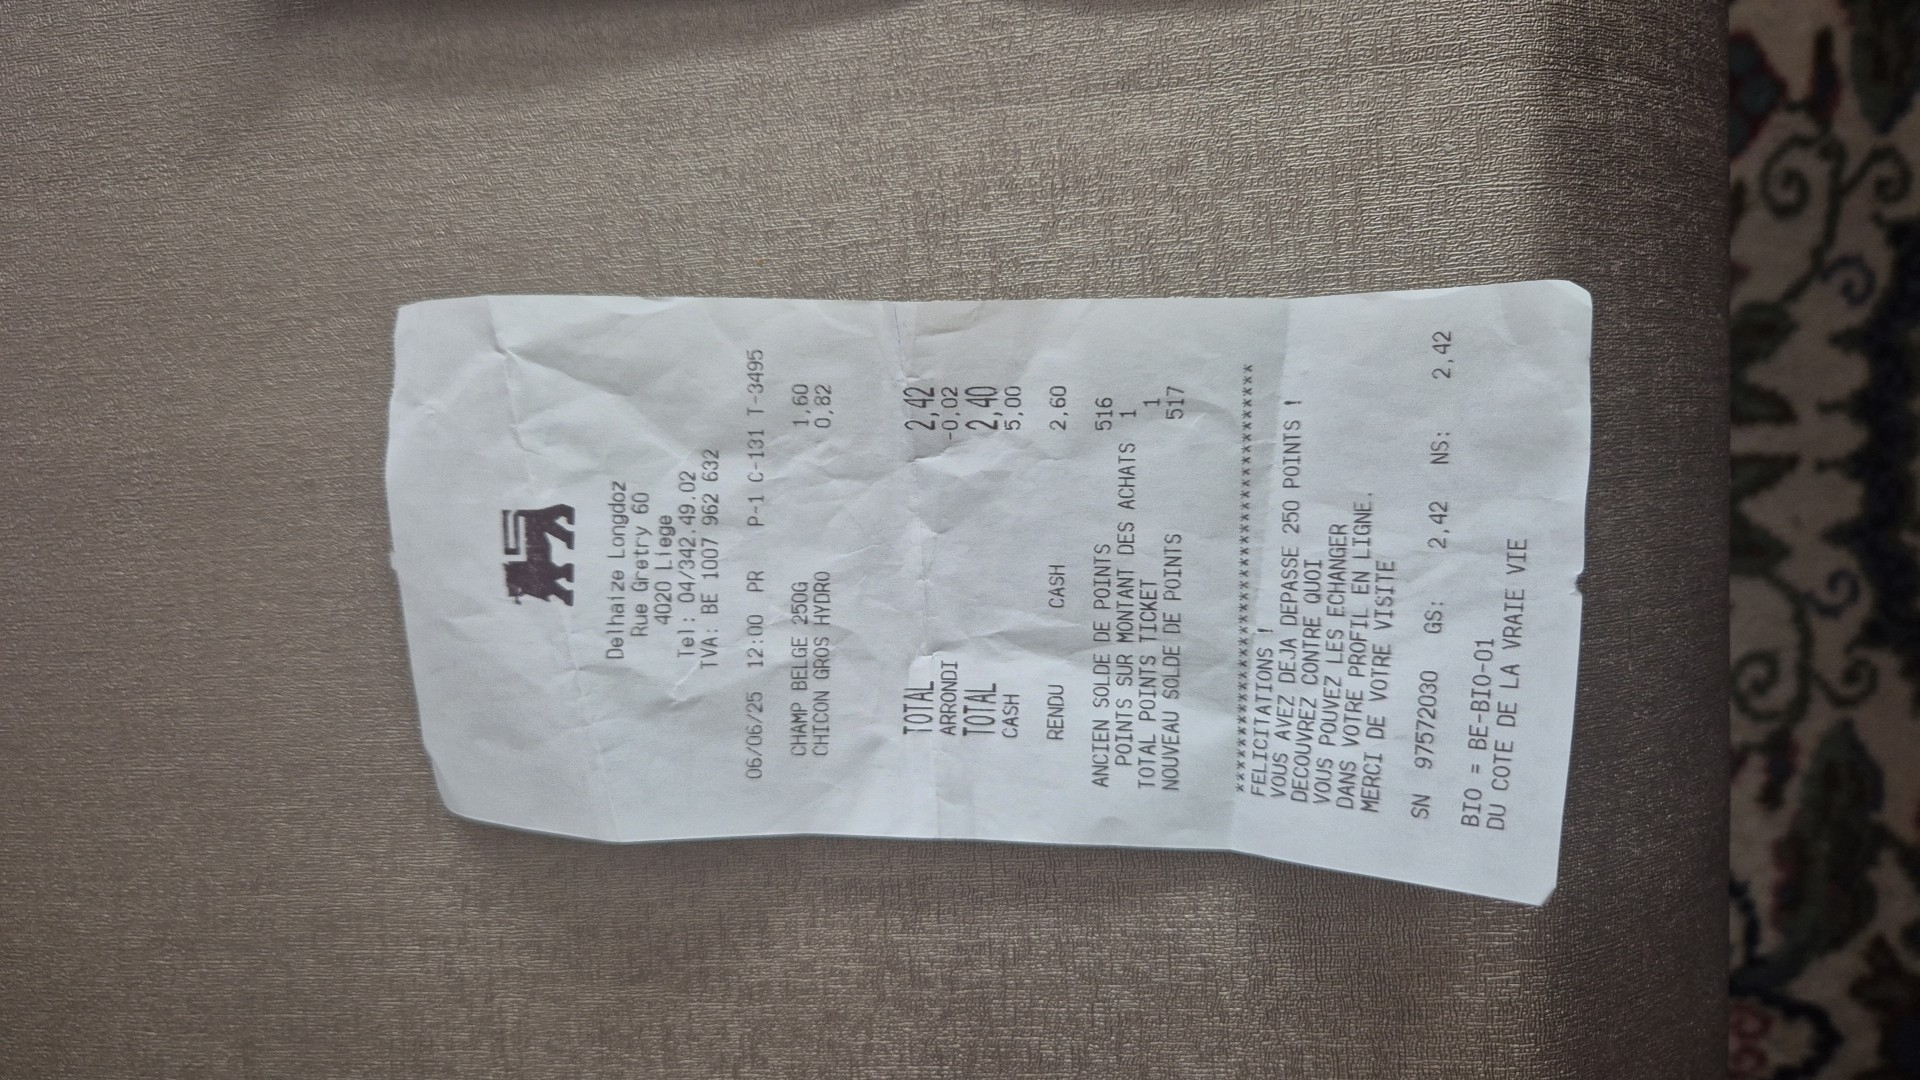 Delhaize Longdoz
Rue Gretry 60
4020 Liege
Tel: 04/342.49.02
TVA: BE 1007 962 632
06/06/25 12:00 PR P-1 C-131 T-3495
CHAMP BELGE 250G 1,60
CHICON GROS HYDRO 0,82
TOTAL 2,42
ARRONDI -0,02
TOTAL 2,40
CASH 5,00
RENDU CASH 2,60
ANCIEN SOLDE DE POINTS 516
POINTS SUR MONTANT DES ACHATS 1
TOTAL POINTS TICKET 1
NOUVEAU SOLDE DE POINTS 517
******************************************
FELICITATIONS !
VOUS AVEZ DEJA DEPASSE 250 POINTS !
DECOUVREZ CONTRE QUOI
VOUS POUVEZ LES ECHANGER
DANS VOTRE PROFIL EN LIGNE.
MERCI DE VOTRE VISITE
SN 97572030 GS: 2,42 NS: 2,42
BIO = BE-BIO-01
DU COTE DE LA VRAIE VIE